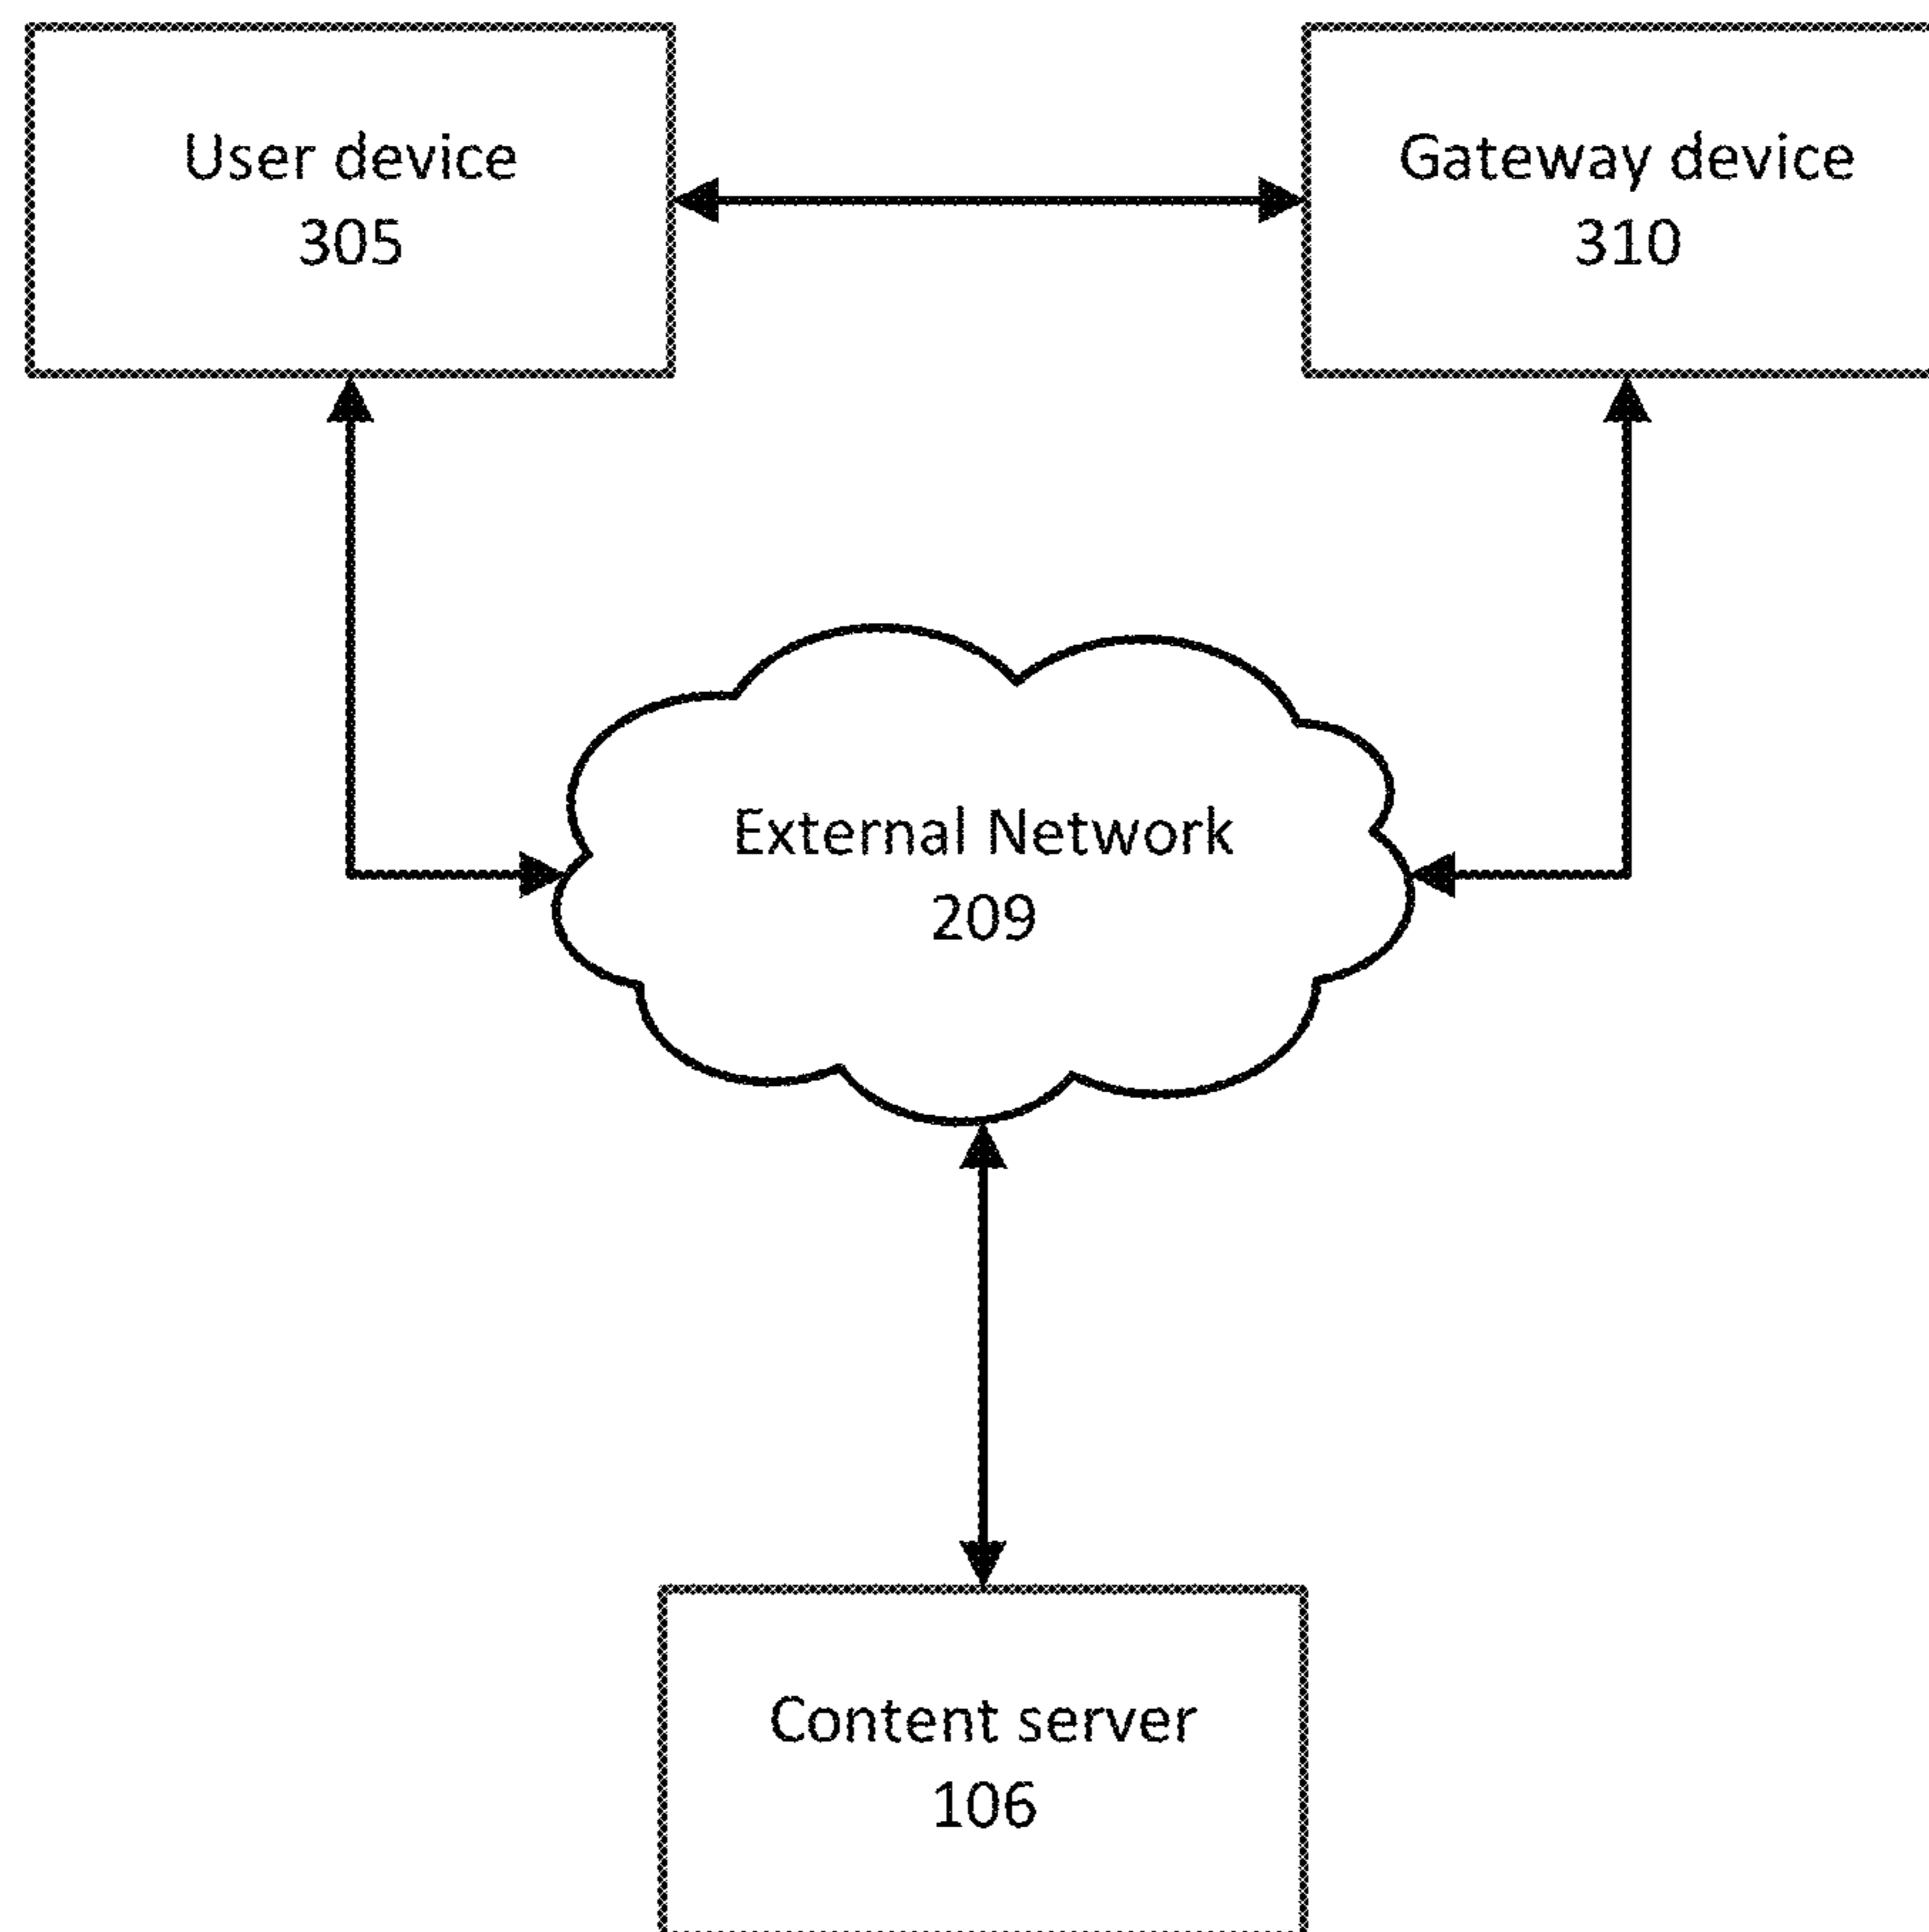 User device
305
Gateway device
310
External Network
209
Content server
106